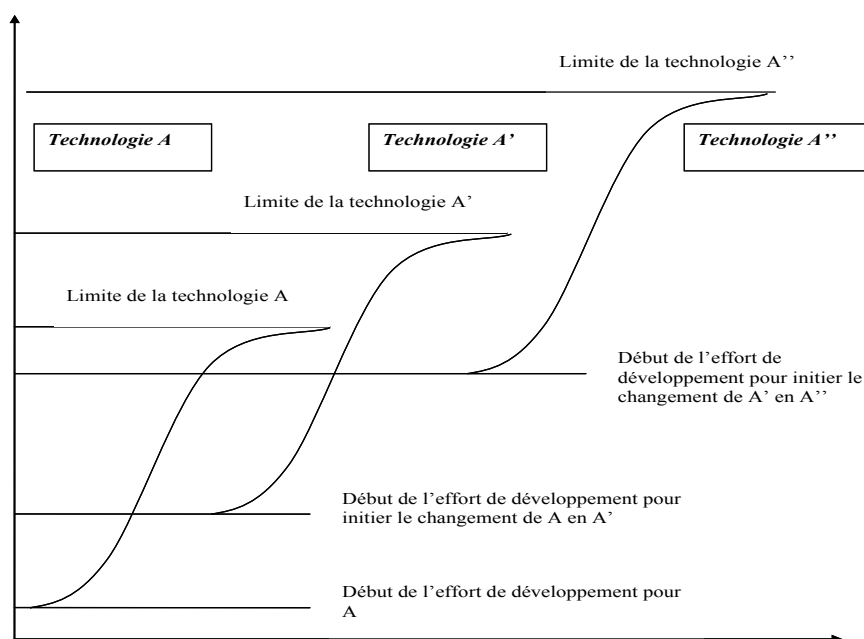 Limite de la technologie A’’
Technologie A
Technologie A’
Technologie A’’
Limite de la technologie A’
Limite de la technologie A
Début de l’effort de
développement pour initier le
changement de A’ en A’’
Début de l’effort de développement pour
initier le changement de A en A’
Début de l’effort de développement pour
A